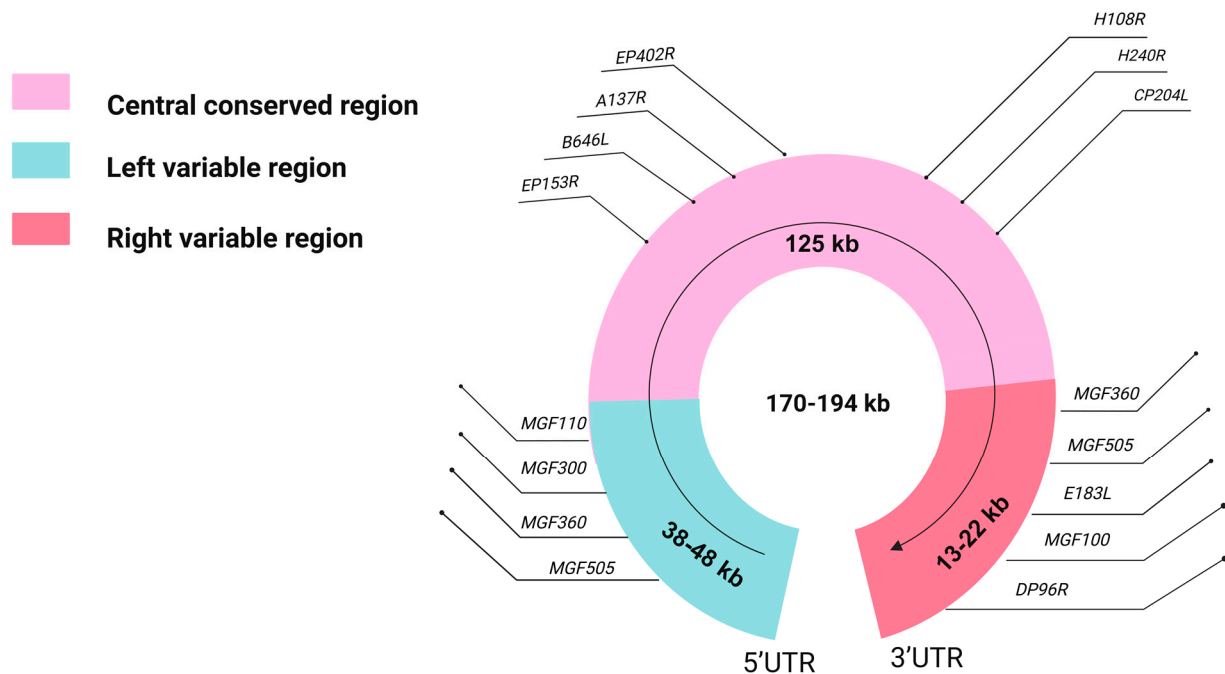 Central conserved region
Left variable region
Right variable region
EP402R
A137R
B646L
EP153R
H108R
H240R
CP204L
125 kb
170-194 kb
MGF110
MGF300
MGF360
MGF505
38-48 kb
MGF360
MGF505
E183L
MGF100
DP96R
13-22 kb
5’UTR
3’UTR